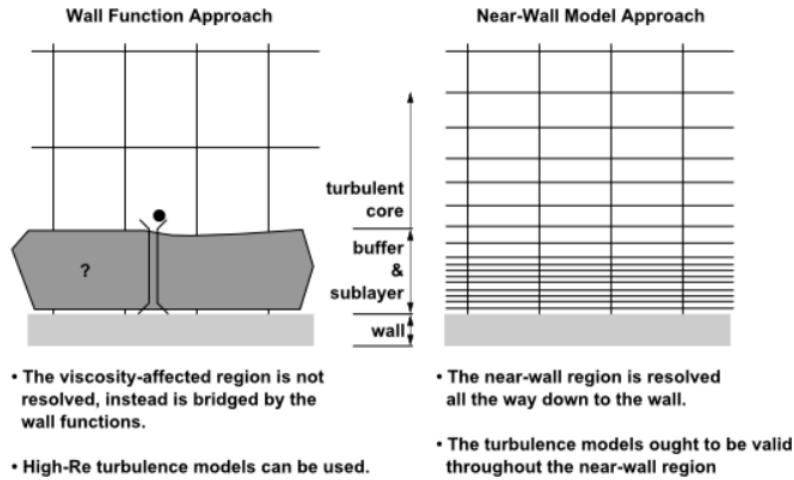 Wall Function Approach
Near-Wall Model Approach
turbulent
core
buffer
&
sublayer
wall
?
• The viscosity-affected region is not
resolved, instead is bridged by the
wall functions.
• High-Re turbulence models can be used.
• The near-wall region is resolved
all the way down to the wall.
• The turbulence models ought to be valid
throughout the near-wall region